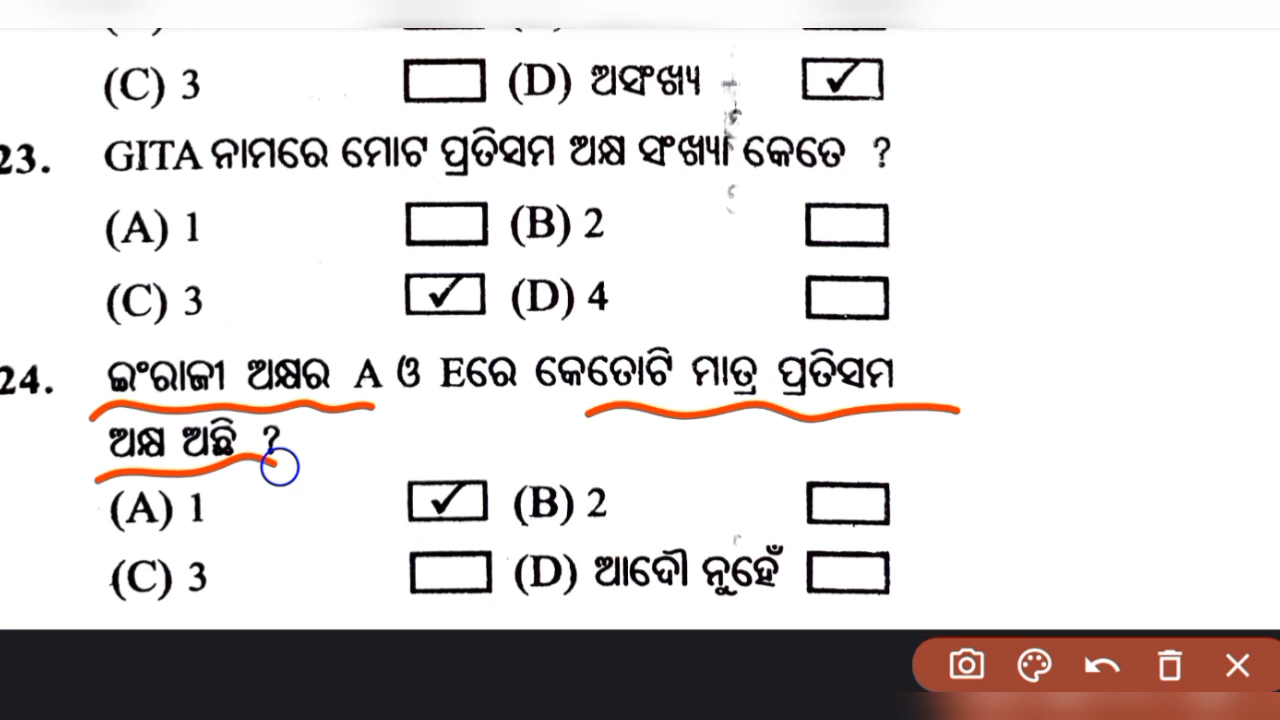 (C) 3 (D) ଅସଂଖ୍ୟ ✓
23. GITA ନାମରେ ମୋଟ ପ୍ରତିସମ ଅକ୍ଷ ସଂଖ୍ୟା କେତେ ?
(A) 1 (B) 2
(C) 3 ✓ (D) 4
24. ଇଂରାଜୀ ଅକ୍ଷର A ଓ Eରେ କେତୋଟି ମାତ୍ର ପ୍ରତିସମ
ଅକ୍ଷ ଅଛି ?
(A) 1 ✓ (B) 2
(C) 3 (D) ଆଦୌ ନୁହେଁ